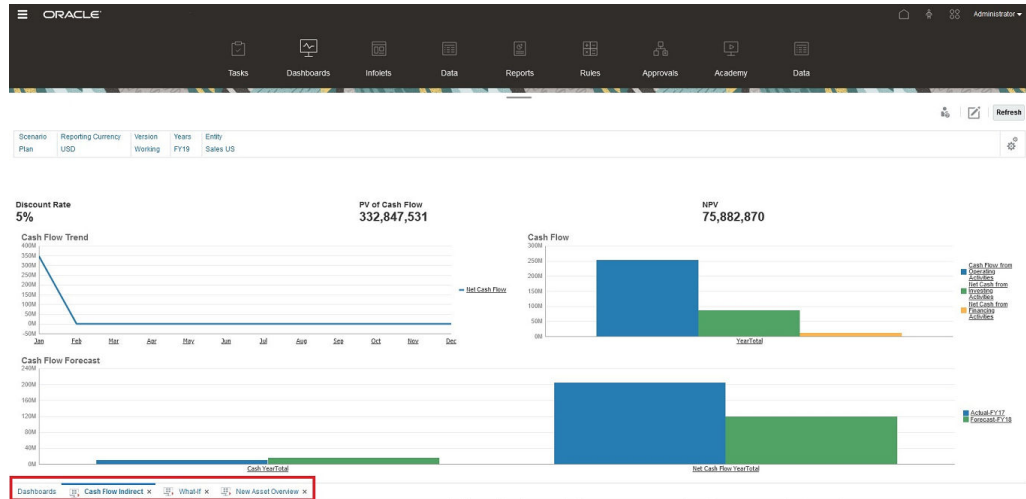 ORACLE
Administrator
Tasks Dashboards Infolets Data Reports Rules Approvals Academy Data
Refresh
Scenario Reporting Currency Version Years Entity
Plan USD Working FY19 Sales US
Discount Rate PV of Cash Flow NPV
5% 332,847,531 75,882,870
Cash Flow Trend
400M
350M
300M
250M
200M
150M
100M
50M
0M
-50M
Jan Feb Mar Apr May Jun Jul Aug Sep Oct Nov Dec
Net Cash Flow
Cash Flow
300M
250M
200M
150M
100M
50M
0M
YearTotal
Cash Flow from
Operating
Activities
Net Cash from
Investing
Activities
Net Cash from
Financing
Activities
Cash Flow Forecast
240M
200M
160M
120M
80M
40M
0M
Cash YearTotal Net Cash Flow YearTotal
Actual-FY17
Forecast-FY18
Dashboards Cash Flow Indirect × What-If × New Asset Overview ×